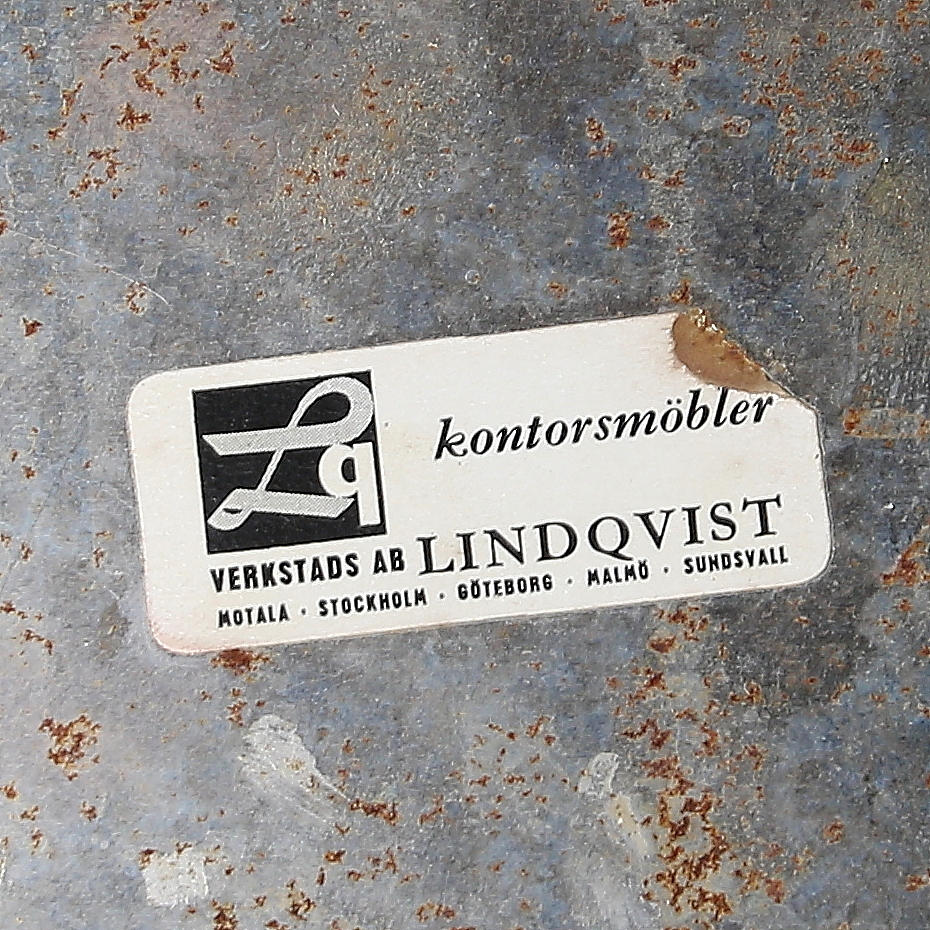 Lq
kontorsmöbler
VERKSTADS AB LINDQVIST
MOTALA · STOCKHOLM · GÖTEBORG · MALMÖ · SUNDSVALL